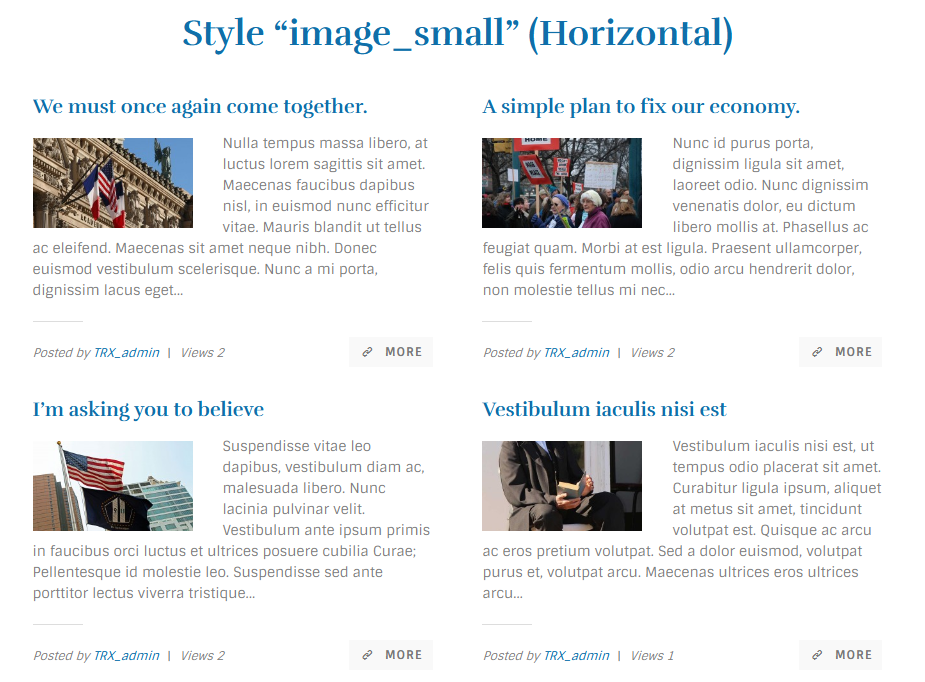 Style “image_small” (Horizontal)
We must once again come together.
Nulla tempus massa libero, at
luctus lorem sagittis sit amet.
Maecenas faucibus dapibus
nisl, in euismod nunc efficitur
vitae. Mauris blandit ut tellus
ac eleifend. Maecenas sit amet neque nibh. Donec
euismod vestibulum scelerisque. Nunc a mi porta,
dignissim lacus eget...
Posted by TRX_admin | Views 2
MORE
A simple plan to fix our economy.
Nunc id purus porta,
dignissim ligula sit amet,
laoreet odio. Nunc dignissim
venenatis dolor, eu dictum
libero mollis at. Phasellus ac
feugiat quam. Morbi at est ligula. Praesent ullamcorper,
felis quis fermentum mollis, odio arcu hendrerit dolor,
non molestie tellus mi nec...
Posted by TRX_admin | Views 2
MORE
I’m asking you to believe
Suspendisse vitae leo
dapibus, vestibulum diam ac,
malesuada libero. Nunc
lacinia pulvinar velit.
Vestibulum ante ipsum primis
in faucibus orci luctus et ultrices posuere cubilia Curae;
Pellentesque id molestie leo. Suspendisse sed ante
porttitor lectus viverra tristique...
Posted by TRX_admin | Views 2
MORE
Vestibulum iaculis nisi est
Vestibulum iaculis nisi est, ut
tempus odio placerat sit amet.
Curabitur ligula ipsum, aliquet
at metus sit amet, tincidunt
volutpat est. Quisque ac arcu
ac eros pretium volutpat. Sed a dolor euismod, volutpat
purus et, volutpat arcu. Maecenas ultrices eros ultrices
arcu...
Posted by TRX_admin | Views 1
MORE